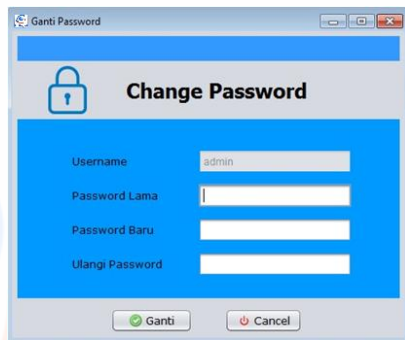 Ganti Password
Change Password
Username admin
Password Lama
Password Baru
Ulangi Password
Ganti Cancel